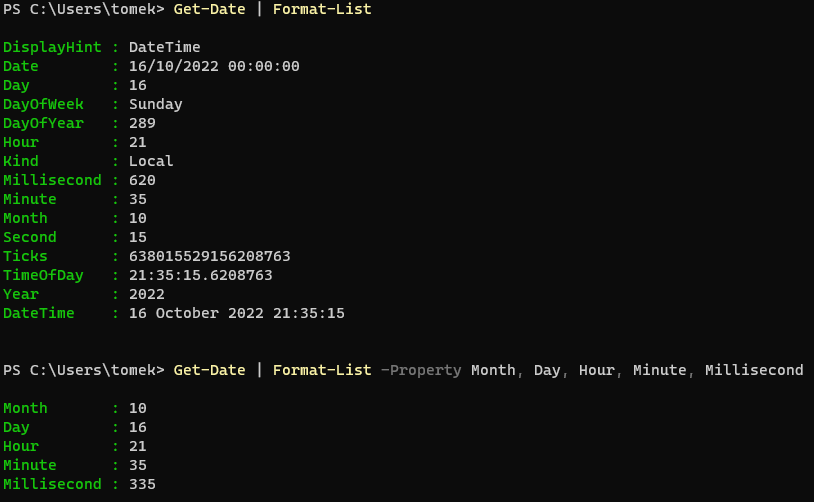 PS C:\Users\tomek> Get-Date | Format-List
DisplayHint : DateTime
Date        : 16/10/2022 00:00:00
Day         : 16
DayOfWeek   : Sunday
DayOfYear   : 289
Hour        : 21
Kind        : Local
Millisecond : 620
Minute      : 35
Month       : 10
Second      : 15
Ticks       : 638015529156208763
TimeOfDay   : 21:35:15.6208763
Year        : 2022
DateTime    : 16 October 2022 21:35:15
PS C:\Users\tomek> Get-Date | Format-List -Property Month, Day, Hour, Minute, Millisecond
Month       : 10
Day         : 16
Hour        : 21
Minute      : 35
Millisecond : 335